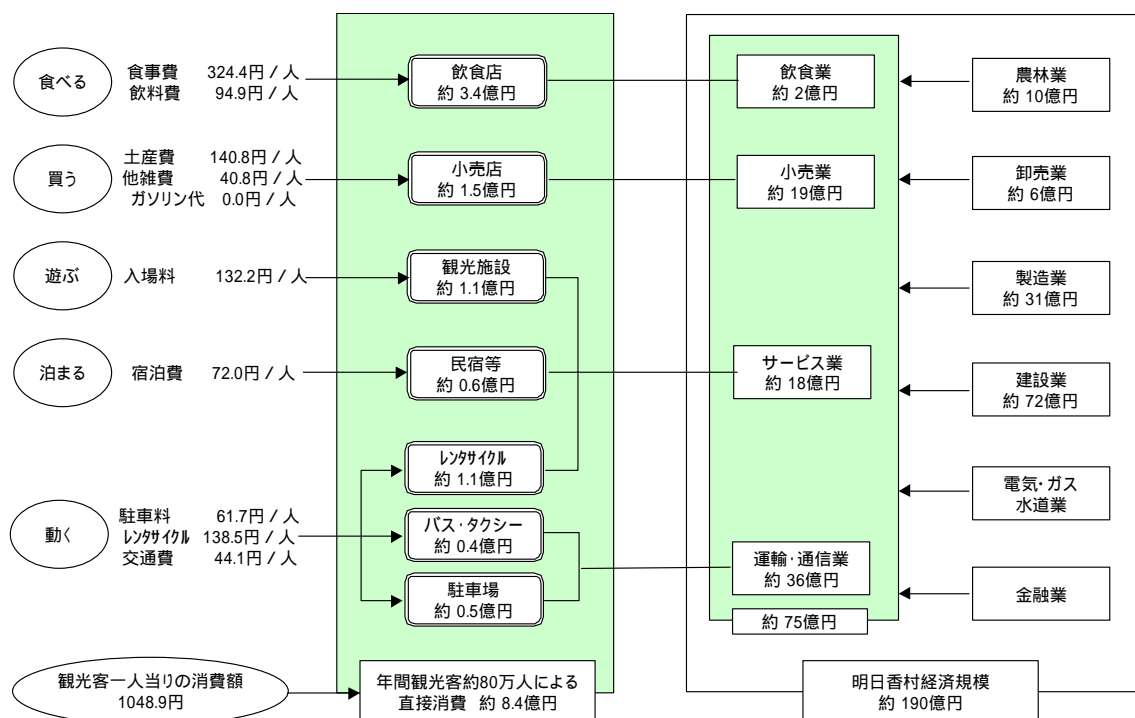 食べる
食事費 324.4円 / 人
飲料費 94.9円 / 人
飲食店
約 3.4億円
飲食業
約 2億円
農林業
約 10億円
買う
土産費 140.8円 / 人
他雑費 40.8円 / 人
ガソリン代 0.0円 / 人
小売店
約 1.5億円
小売業
約 19億円
卸売業
約 6億円
遊ぶ
入場料 132.2円 / 人
観光施設
約 1.1億円
製造業
約 31億円
泊まる
宿泊費 72.0円 / 人
民宿等
約 0.6億円
サービス業
約 18億円
建設業
約 72億円
レンタサイクル
約 1.1億円
電気・ガス
水道業
動く
駐車料 61.7円 / 人
レンタサイクル 138.5円 / 人
交通費 44.1円 / 人
バス・タクシー
約 0.4億円
駐車場
約 0.5億円
運輸・通信業
約 36億円
金融業
約 75億円
観光客一人当りの消費額
1048.9円
年間観光客約80万人による
直接消費 約 8.4億円
明日香村経済規模
約 190億円